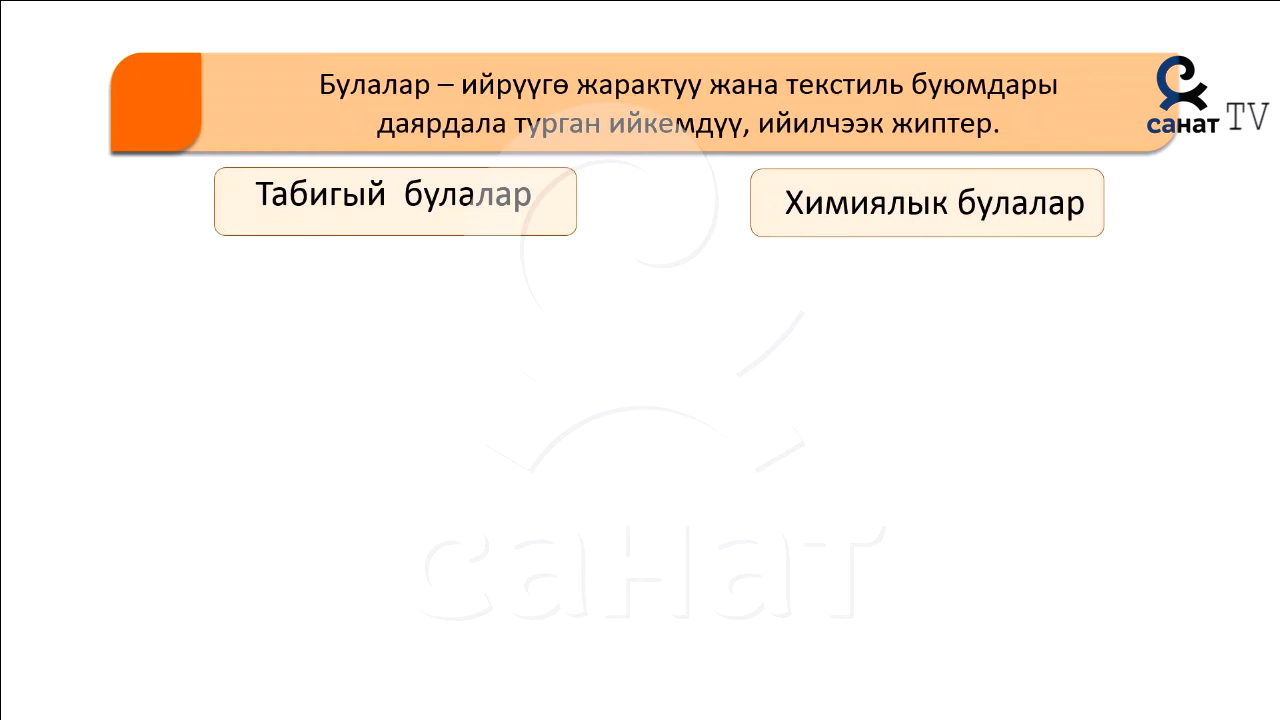 Булалар – ийрүүгө жарактуу жана текстиль буюмдары
даярдала турган ийкемдүү, ийилчээк жиптер.
санат TV
Табигый булалар
Химиялык булалар
санат